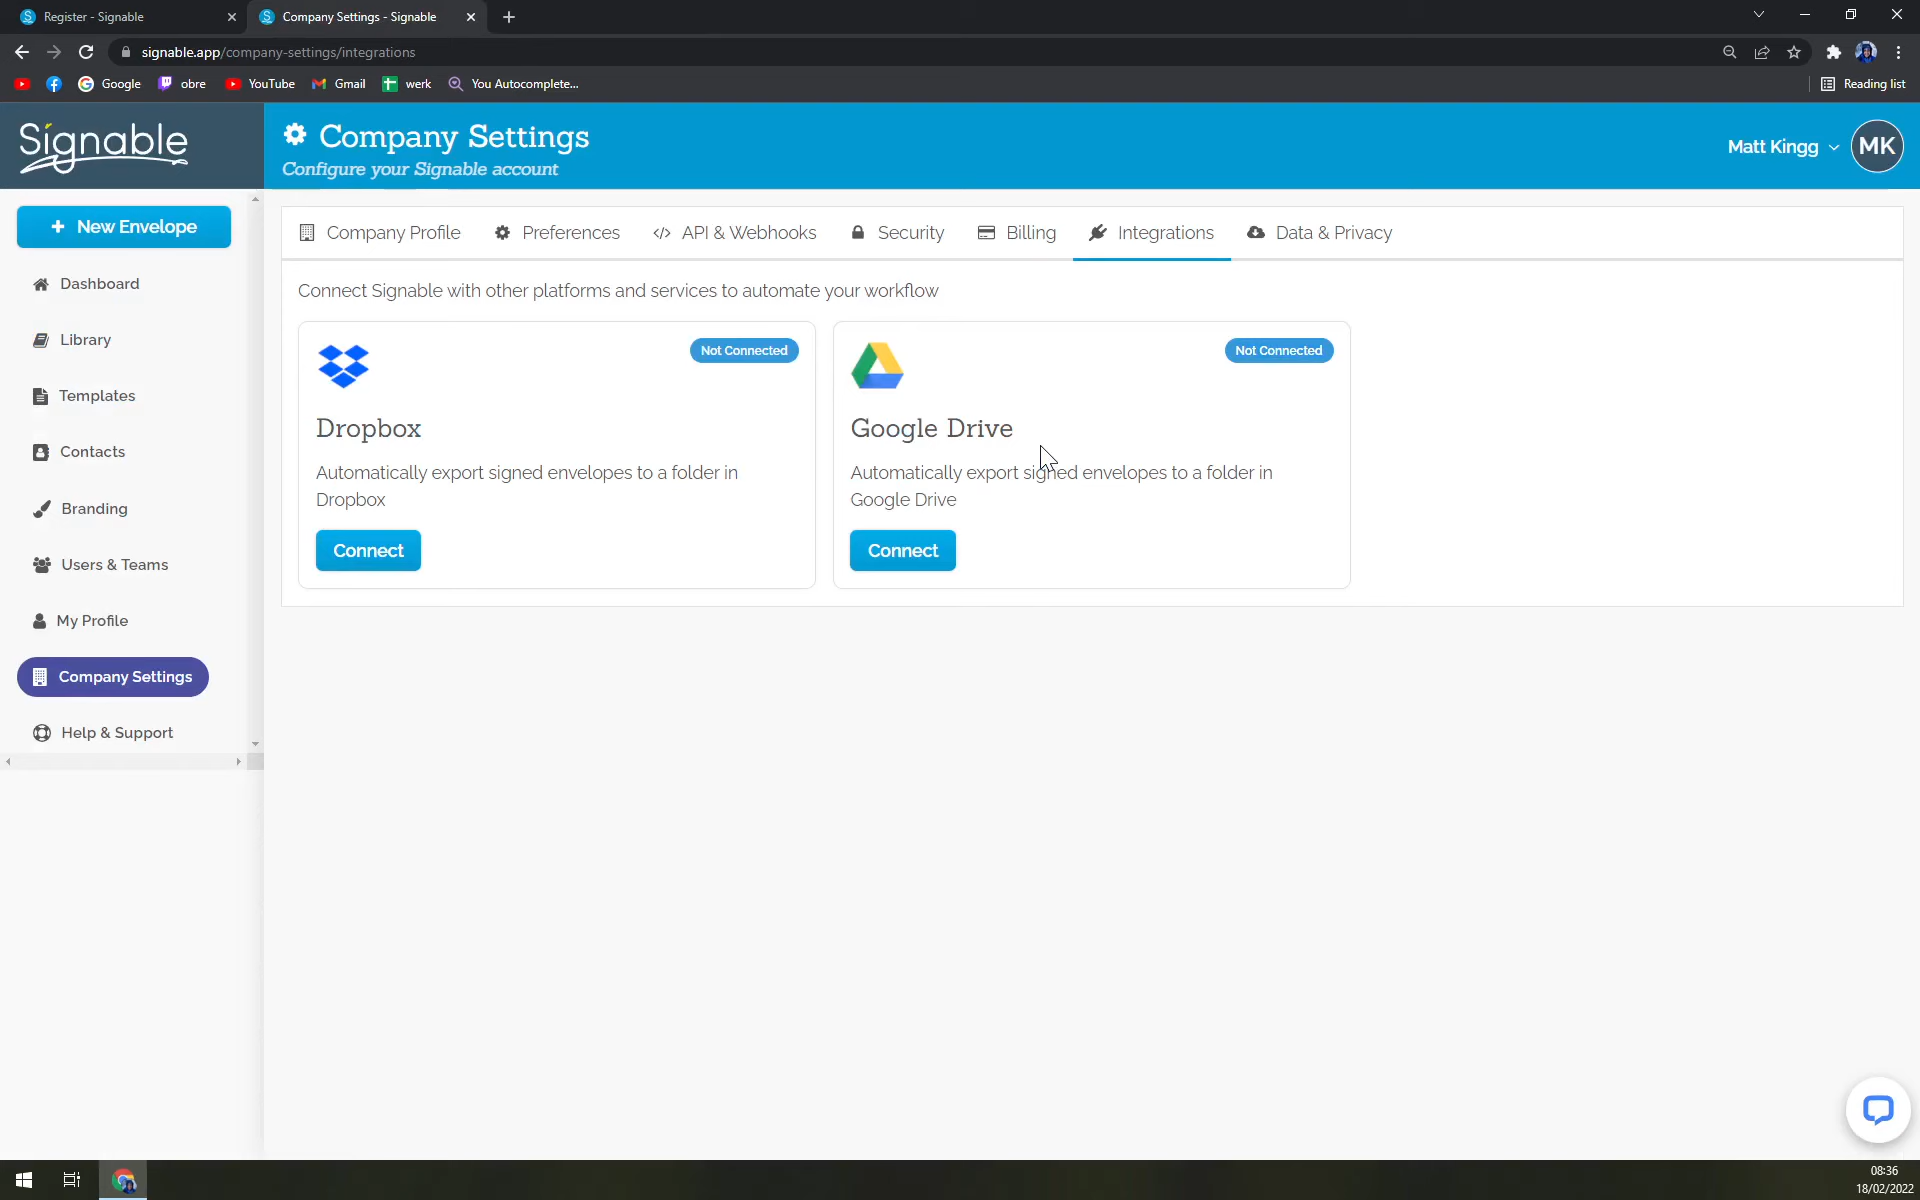 Register - Signable
Company Settings - Signable
signable.app/company-settings/integrations
Google
obre
YouTube
Gmail
werk
You Autocomplete...
Reading list
Signable
Company Settings
Configure your Signable account
Matt Kingg
MK
+ New Envelope
Dashboard
Library
Templates
Contacts
Branding
Users & Teams
My Profile
Company Settings
Help & Support
Company Profile
Preferences
</> API & Webhooks
Security
Billing
Integrations
Data & Privacy
Connect Signable with other platforms and services to automate your workflow
Not Connected
Dropbox
Automatically export signed envelopes to a folder in
Dropbox
Connect
Not Connected
Google Drive
Automatically export signed envelopes to a folder in
Google Drive
Connect
08:36
18/02/2022